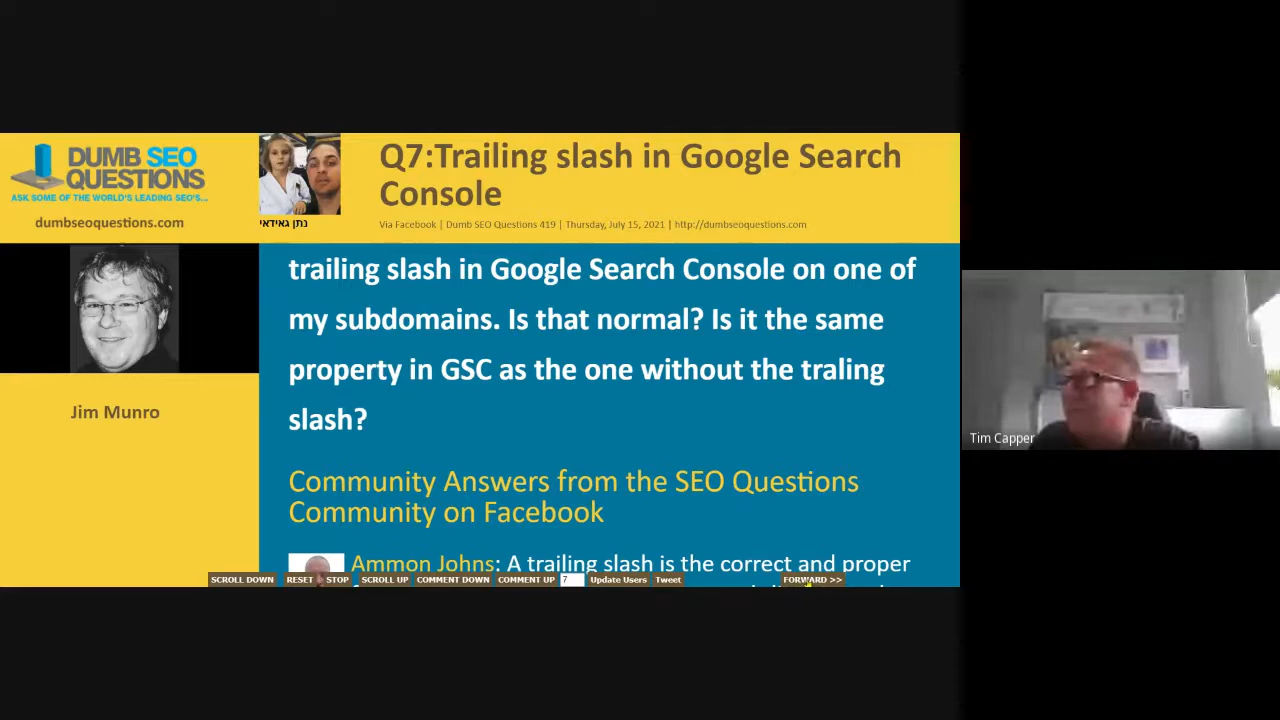 DUMB SEO
QUESTIONS
ASK SOME OF THE WORLD'S LEADING SEO'S...
dumbseoquestions.com
נתן גאידאי
Q7:Trailing slash in Google Search
Console
Via Facebook | Dumb SEO Questions 419 | Thursday, July 15, 2021 | http://dumbseoquestions.com
Jim Munro
trailing slash in Google Search Console on one of
my subdomains. Is that normal? Is it the same
property in GSC as the one without the traling
slash?
Community Answers from the SEO Questions
Community on Facebook
Ammon Johns: A trailing slash is the correct and proper
SCROLL DOWN RESET STOP SCROLL UP COMMENT DOWN COMMENT UP 7 Update Users Tweet FORWARD >>
Tim Capper